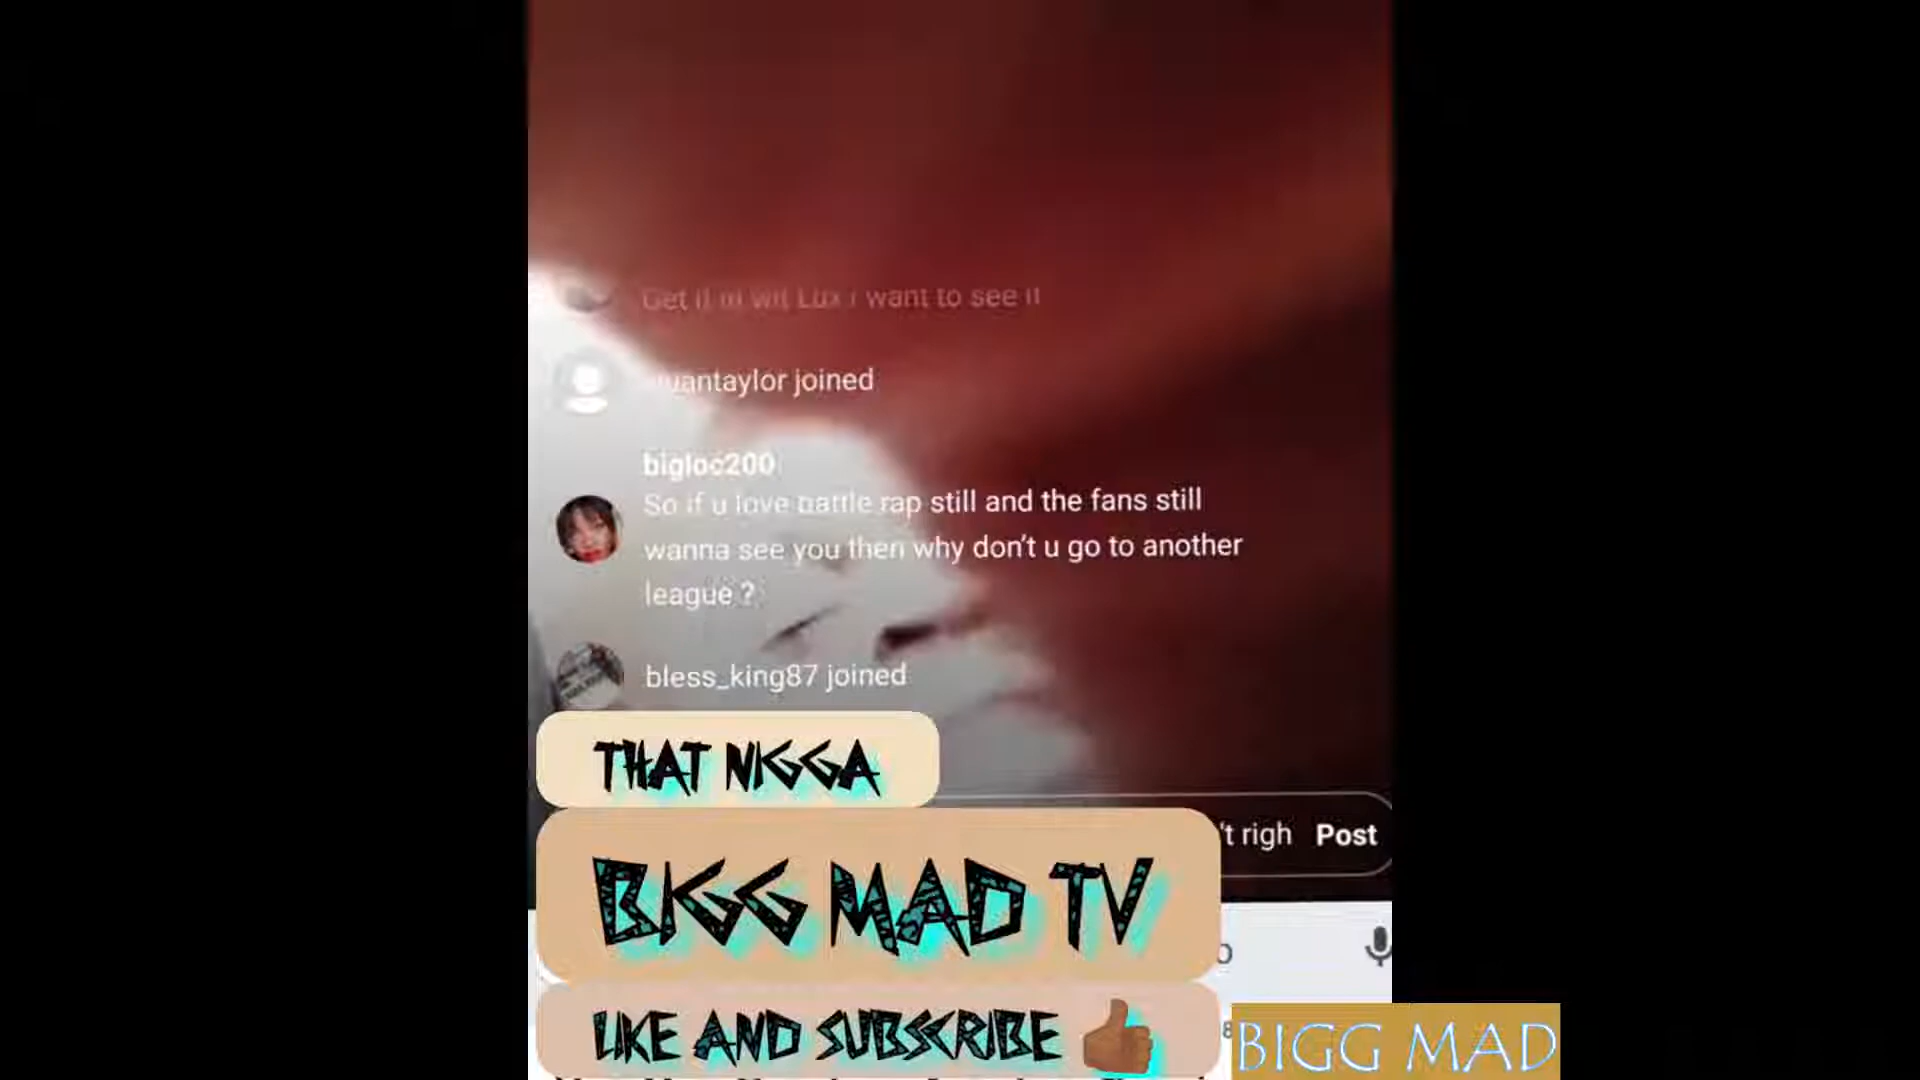 Get it in wit Lux i want to see it
uantaylor joined
bigloc200
So if u love battle rap still and the fans still
wanna see you then why don't u go to another
league ?
bless_king87 joined
THAT NIGGA
't righ Post
BIGG MAD TV
LIKE AND SUBSCRIBE 👍🏾
BIGG MAD